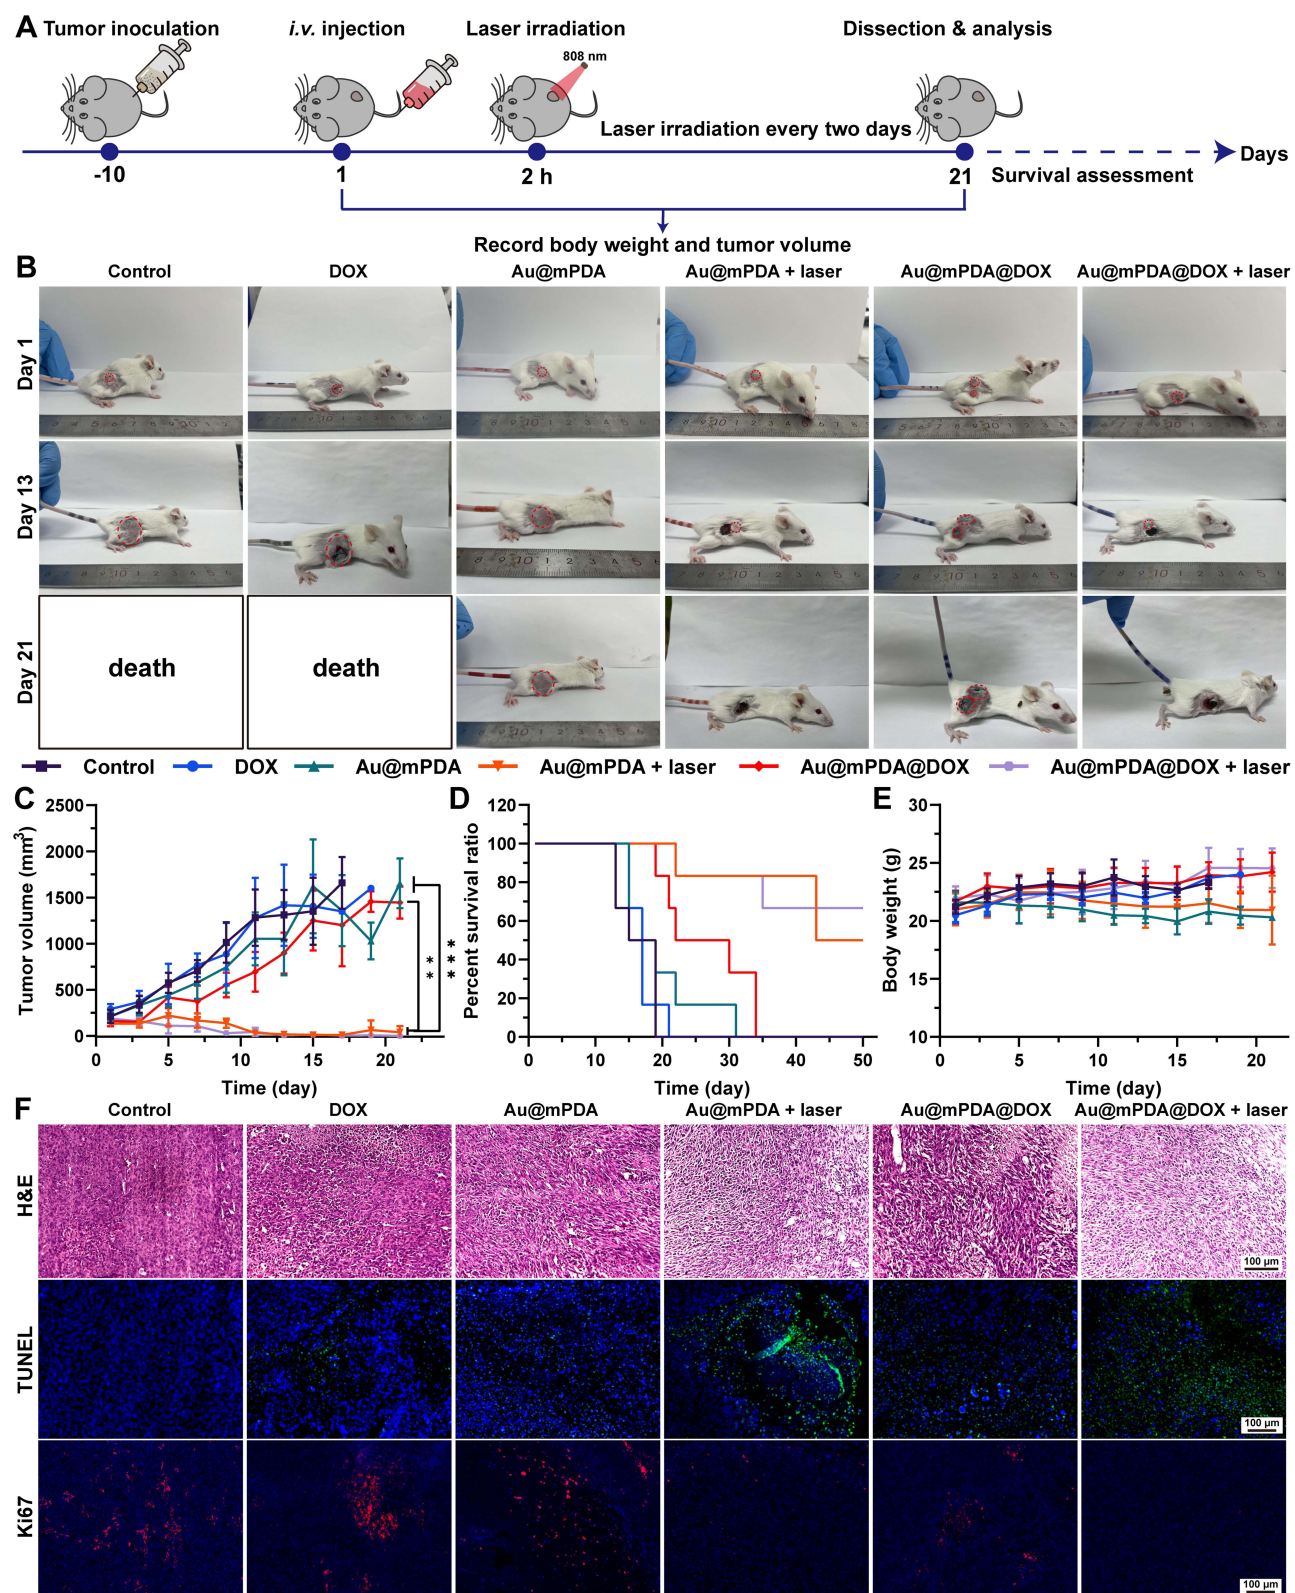 A
Tumor inoculation
i.v. injection
Laser irradiation
Dissection & analysis
808 nm
Laser irradiation every two days
-10
1
2 h
21
Survival assessment
Days
Record body weight and tumor volume
B
Control
DOX
Au@mPDA
Au@mPDA + laser
Au@mPDA@DOX
Au@mPDA@DOX + laser
Day 1
Day 13
Day 21
death
death
Control
DOX
Au@mPDA
Au@mPDA + laser
Au@mPDA@DOX
Au@mPDA@DOX + laser
C
Tumor volume (mm3)
2500
2000
1500
1000
500
0
0
5
10
15
20
Time (day)
**
***
D
Percent survival ratio
120
100
80
60
40
20
0
0
10
20
30
40
50
Time (day)
E
Body weight (g)
30
25
20
15
10
0
5
10
15
20
Time (day)
F
Control
DOX
Au@mPDA
Au@mPDA + laser
Au@mPDA@DOX
Au@mPDA@DOX + laser
H&E
100 μm
TUNEL
100 μm
Ki67
100 μm